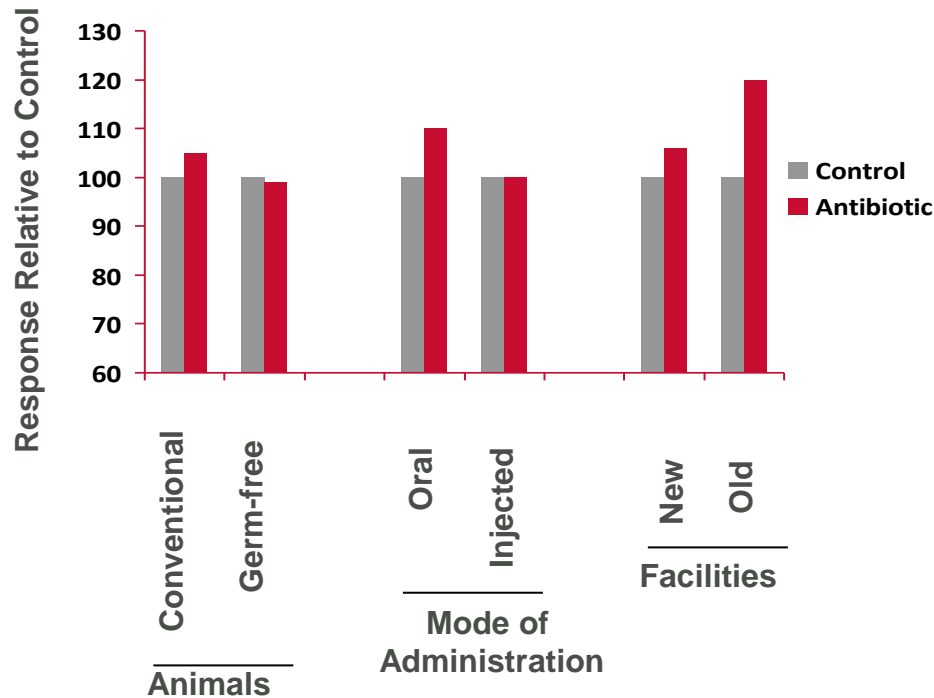 Response Relative to Control
130
120
110
100
90
80
70
60
Control
Antibiotic
Conventional
Germ-free
Oral
Injected
New
Old
Animals
Mode of
Administration
Facilities